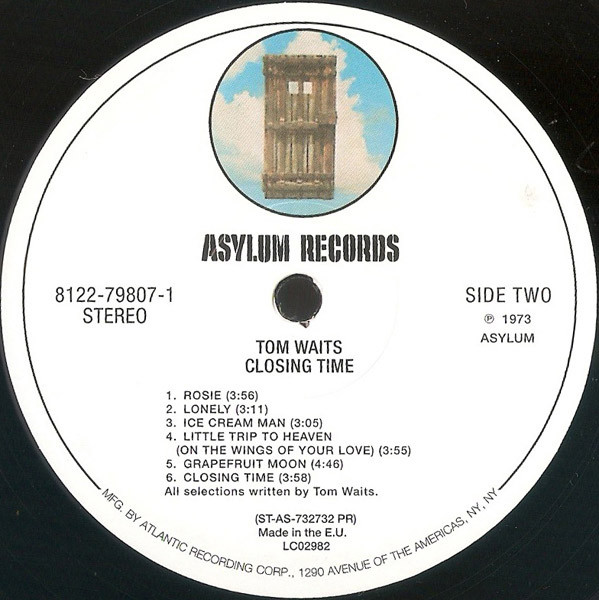 ASYLUM RECORDS
8122-79807-1
STEREO
SIDE TWO
℗ 1973
ASYLUM
TOM WAITS
CLOSING TIME
1. ROSIE (3:56)
2. LONELY (3:11)
3. ICE CREAM MAN (3:05)
4. LITTLE TRIP TO HEAVEN
(ON THE WINGS OF YOUR LOVE) (3:55)
5. GRAPEFRUIT MOON (4:46)
6. CLOSING TIME (3:58)
All selections written by Tom Waits.
(ST-AS-732732 PR)
Made in the E.U.
LC02982
MFG. BY ATLANTIC RECORDING CORP., 1290 AVENUE OF THE AMERICAS, NY, NY